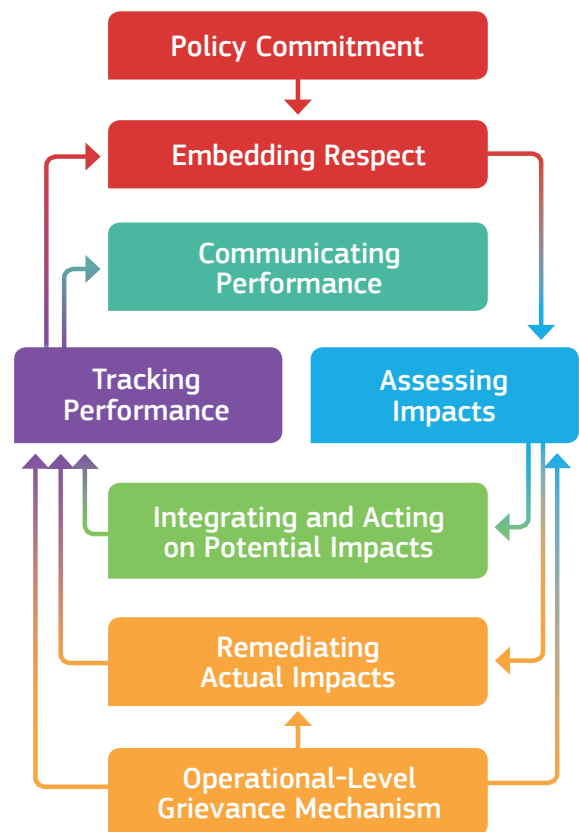 Policy Commitment
Embedding Respect
Communicating
Performance
Tracking
Performance
Assessing
Impacts
Integrating and Acting
on Potential Impacts
Remediating
Actual Impacts
Operational-Level
Grievance Mechanism